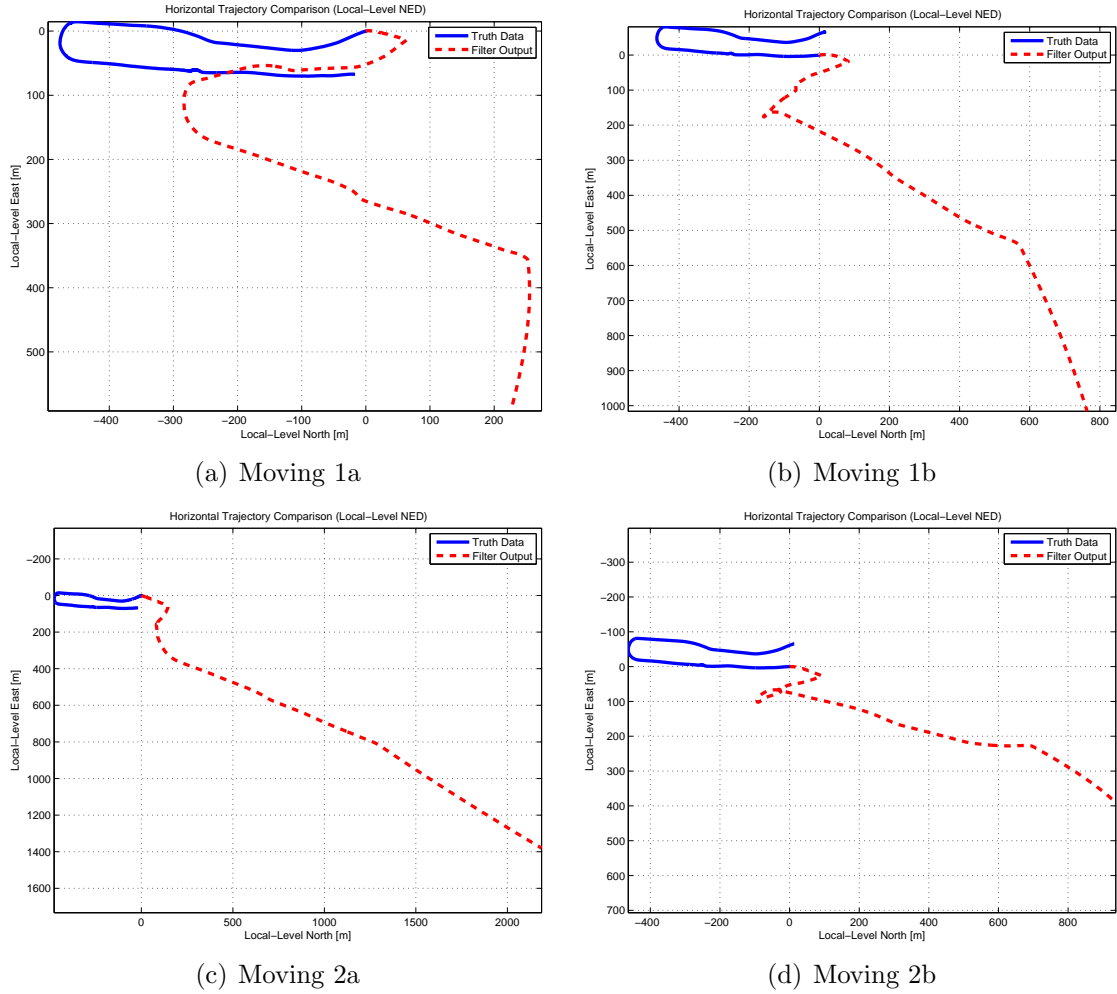 Horizontal Trajectory Comparison (Local−Level NED)
Truth Data
Filter Output
Local−Level East [m]
−0
100
200
300
400
500
−400 −300 −200 −100 0 100 200
Local−Level North [m]
(a) Moving 1a
Horizontal Trajectory Comparison (Local−Level NED)
Truth Data
Filter Output
Local−Level East [m]
−0
100
200
300
400
500
600
700
800
900
1000
−400 −200 0 200 400 600 800
Local−Level North [m]
(b) Moving 1b
Horizontal Trajectory Comparison (Local−Level NED)
Truth Data
Filter Output
Local−Level East [m]
−200
0
200
400
600
800
1000
1200
1400
1600
0 500 1000 1500 2000
Local−Level North [m]
(c) Moving 2a
Horizontal Trajectory Comparison (Local−Level NED)
Truth Data
Filter Output
Local−Level East [m]
−300
−200
−100
0
100
200
300
400
500
600
700
−400 −200 0 200 400 600 800
Local−Level North [m]
(d) Moving 2b